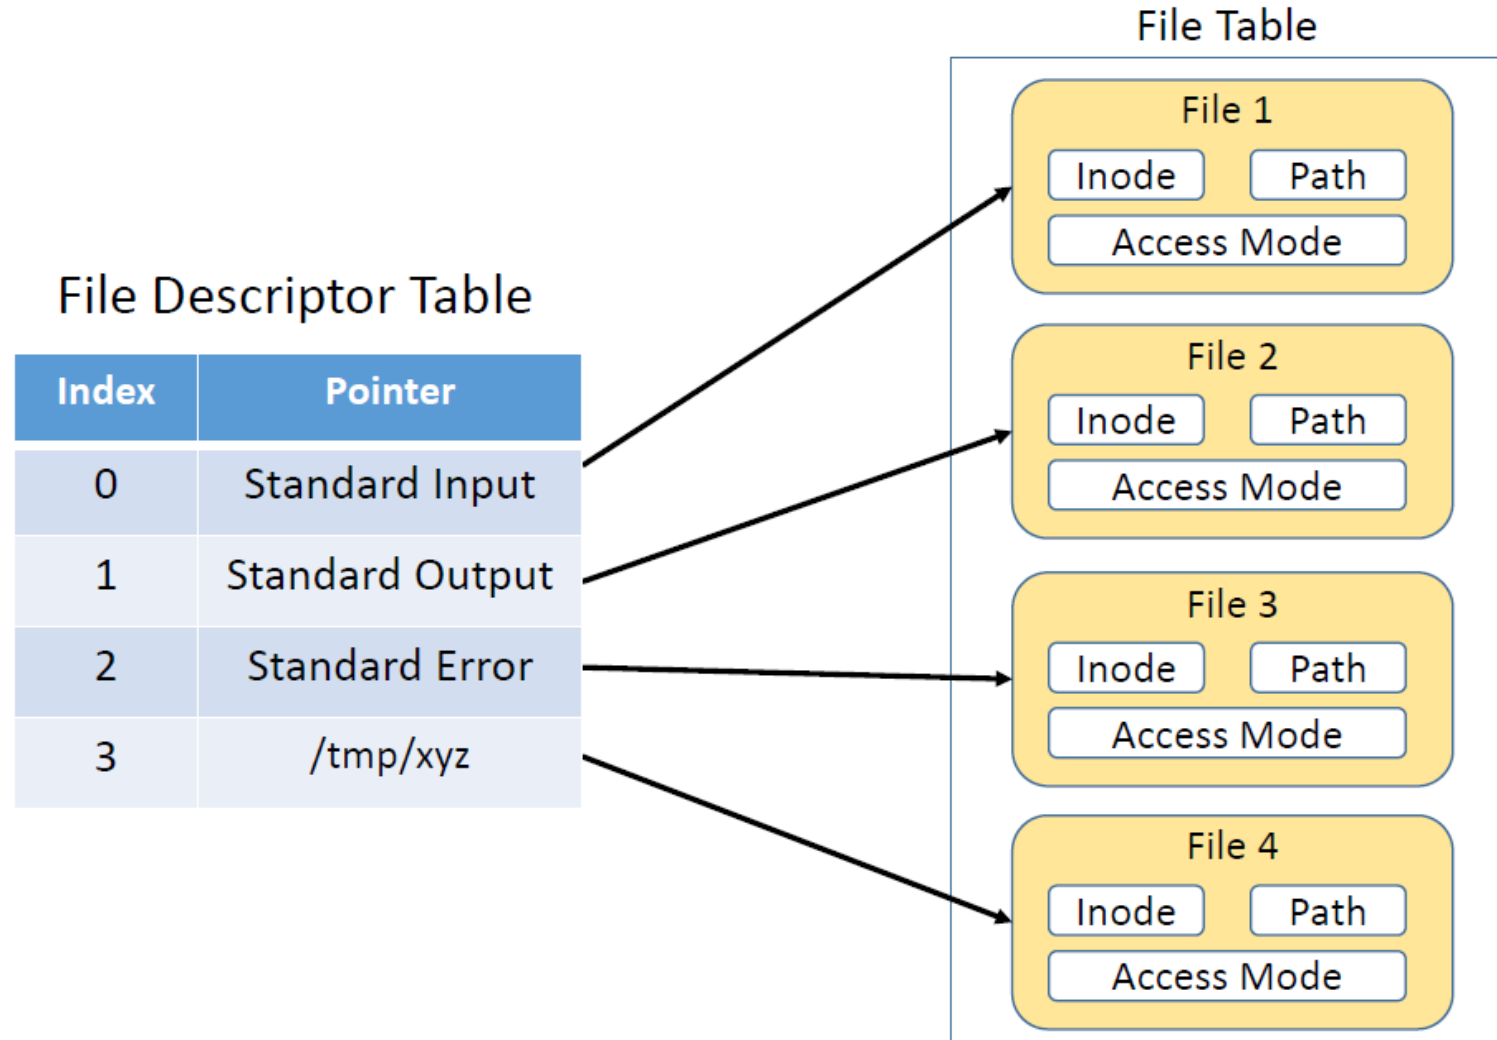 File Table
File 1
Inode Path
Access Mode
File 2
Inode Path
Access Mode
File 3
Inode Path
Access Mode
File 4
Inode Path
Access Mode
File Descriptor Table
Index Pointer
0 Standard Input
1 Standard Output
2 Standard Error
3 /tmp/xyz